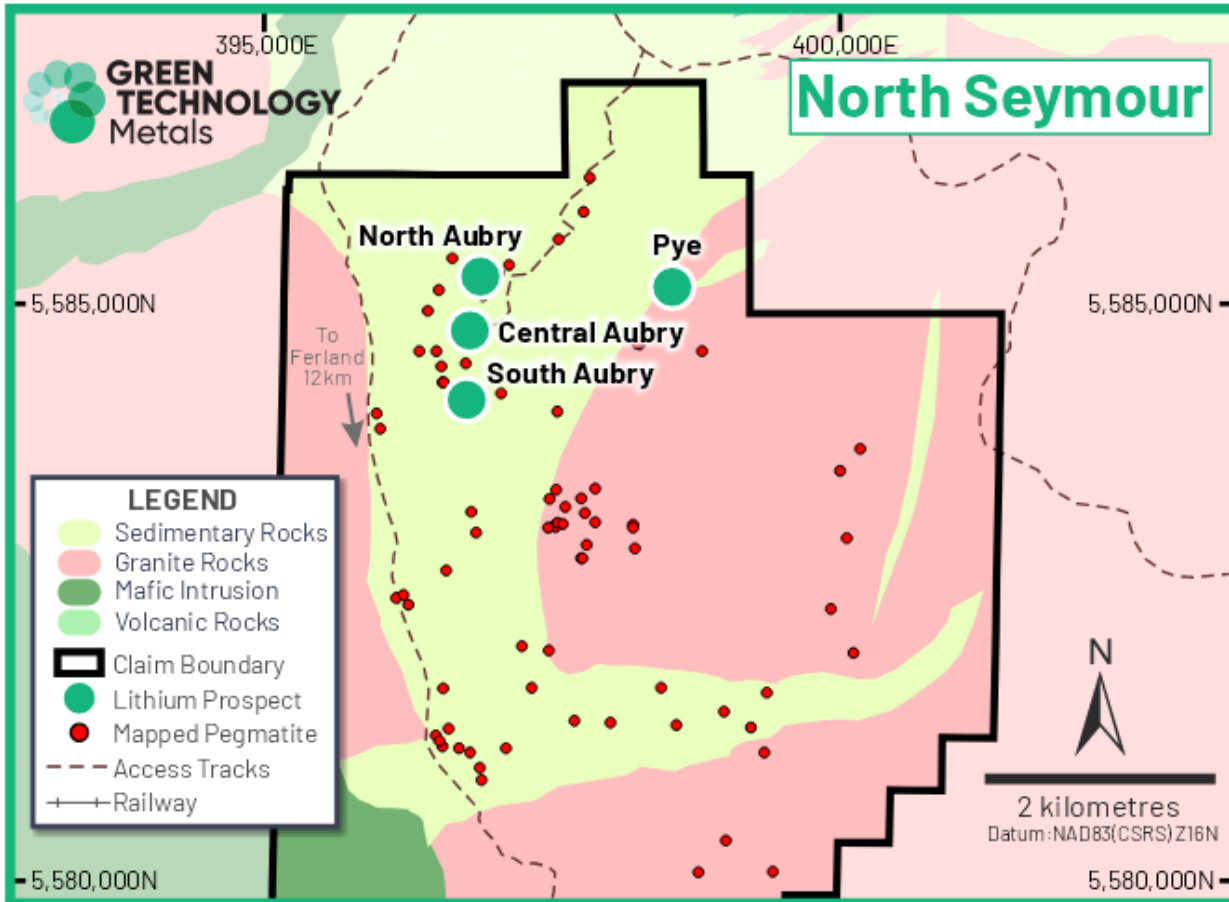 395,000E
400,000E
GREEN
TECHNOLOGY
Metals
North Seymour
North Aubry
Pye
5,585,000N
5,585,000N
Central Aubry
To
Ferland
12km
South Aubry
LEGEND
Sedimentary Rocks
Granite Rocks
Mafic Intrusion
Volcanic Rocks
Claim Boundary
Lithium Prospect
Mapped Pegmatite
Access Tracks
Railway
N
2 kilometres
Datum:NAD83(CSRS) Z16N
5,580,000N
5,580,000N